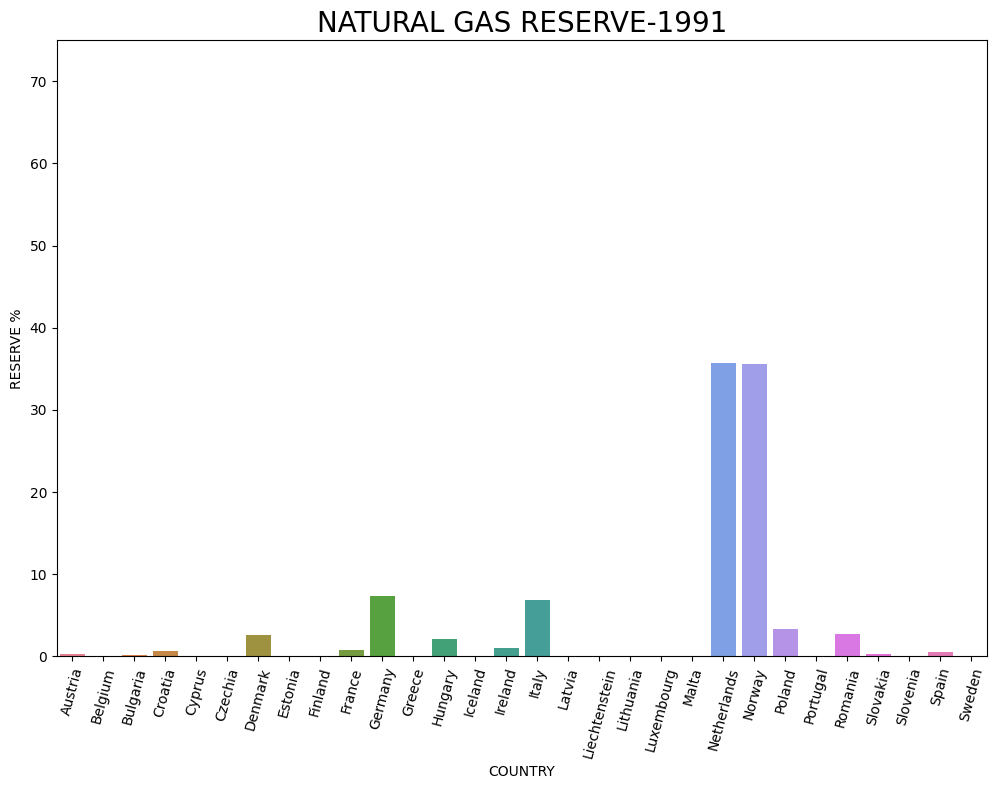 NATURAL GAS RESERVE-1991
RESERVE %
70
60
50
40
30
20
10
0
Austria
Belgium
Bulgaria
Croatia
Cyprus
Czechia
Denmark
Estonia
Finland
France
Germany
Greece
Hungary
Iceland
Ireland
Italy
Latvia
Liechtenstein
Lithuania
Luxembourg
Malta
Netherlands
Norway
Poland
Portugal
Romania
Slovakia
Slovenia
Spain
Sweden
COUNTRY